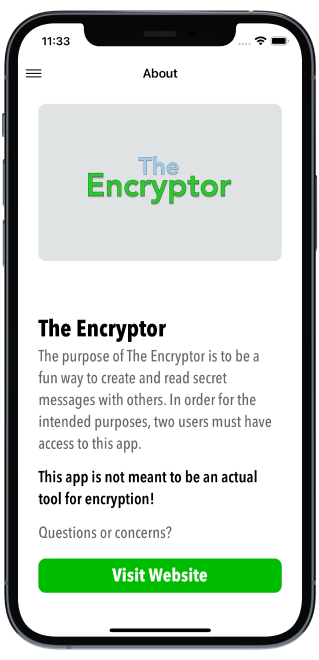 11:33
About
The
Encryptor
The Encryptor
The purpose of The Encryptor is to be a
fun way to create and read secret
messages with others. In order for the
intended purposes, two users must have
access to this app.
This app is not meant to be an actual
tool for encryption!
Questions or concerns?
Visit Website